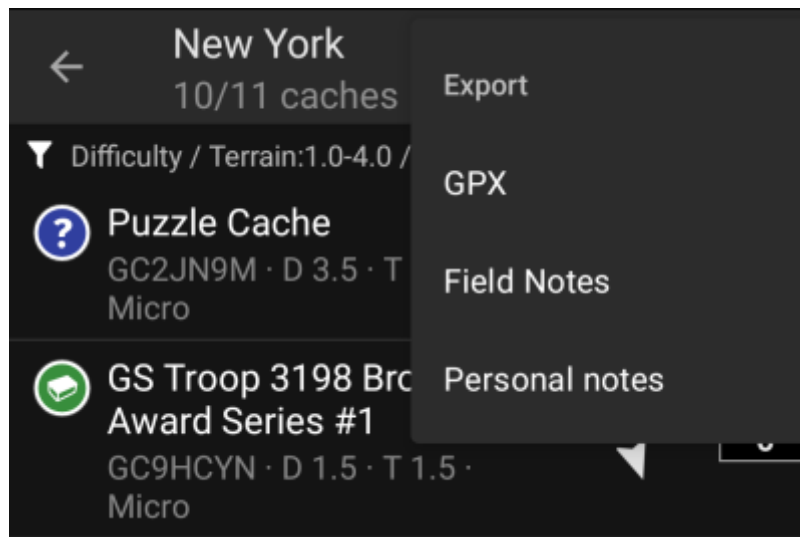 New York
10/11 caches
Difficulty / Terrain:1.0-4.0 /
?
Puzzle Cache
GC2JN9M · D 3.5 · T
Micro
GS Troop 3198
Award Series #1
GC9HCYN · D 1.5 · T 1.5 ·
Micro
Export
GPX
Field Notes
Personal notes